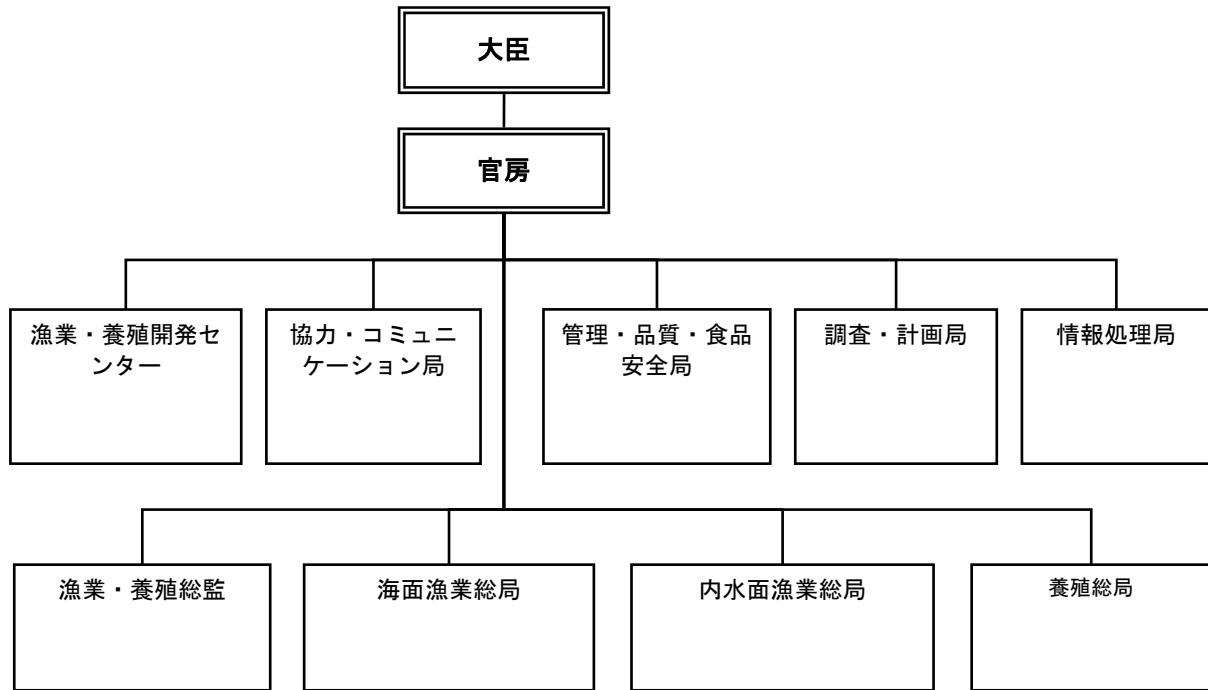 大臣
官房
漁業・養殖開発セ
ンター
協力・コミュニ
ケーション局
管理・品質・食品
安全局
調査・計画局
情報処理局
漁業・養殖総監
海面漁業総局
内水面漁業総局
養殖総局